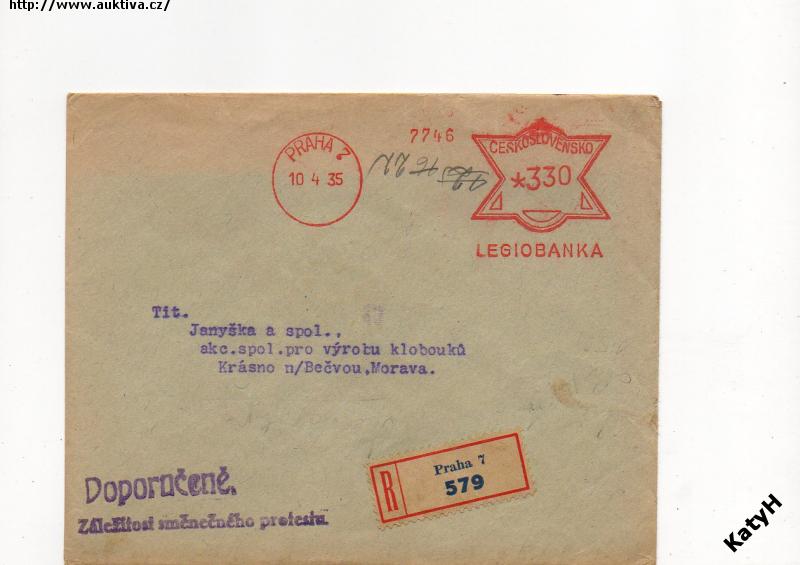 http://www.auktiva.cz/
PRAHA 7
10 4 35
7746
ČESKOSLOVENSKO
*330
LEGIOBANKA
Tit.
Janyška a spol.,
akc.spol.pro výrobu klobouků
Krásno n/Bečvou,Morava.
Doporučeně.
Záležitost směnečného protestu.
R
Praha 7
579
KatyH